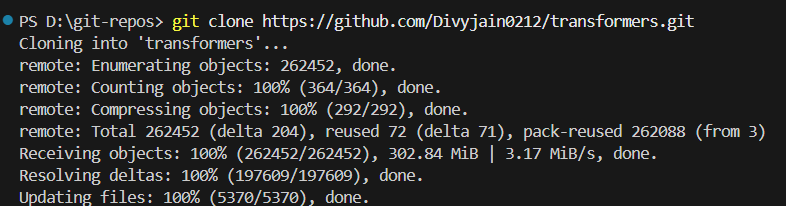 PS D:\git-repos> git clone https://github.com/Divyjain0212/transformers.git
Cloning into 'transformers'...
remote: Enumerating objects: 262452, done.
remote: Counting objects: 100% (364/364), done.
remote: Compressing objects: 100% (292/292), done.
remote: Total 262452 (delta 204), reused 72 (delta 71), pack-reused 262088 (from 3)
Receiving objects: 100% (262452/262452), 302.84 MiB | 3.17 MiB/s, done.
Resolving deltas: 100% (197609/197609), done.
Updating files: 100% (5370/5370), done.